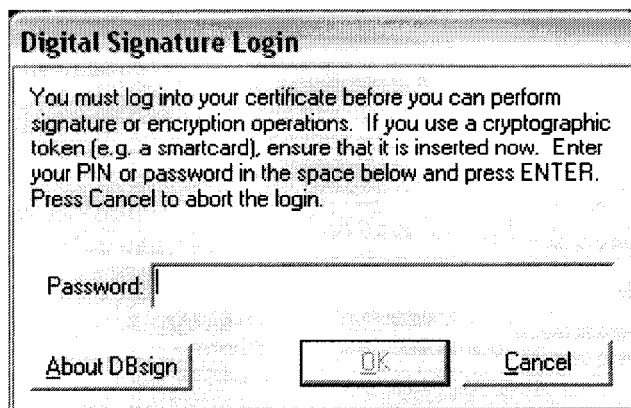 Digital Signature Login
You must log into your certificate before you can perform
signature or encryption operations. If you use a cryptographic
token (e.g. a smartcard), ensure that it is inserted now. Enter
your PIN or password in the space below and press ENTER.
Press Cancel to abort the login.
Password:
About DBsign
OK
Cancel